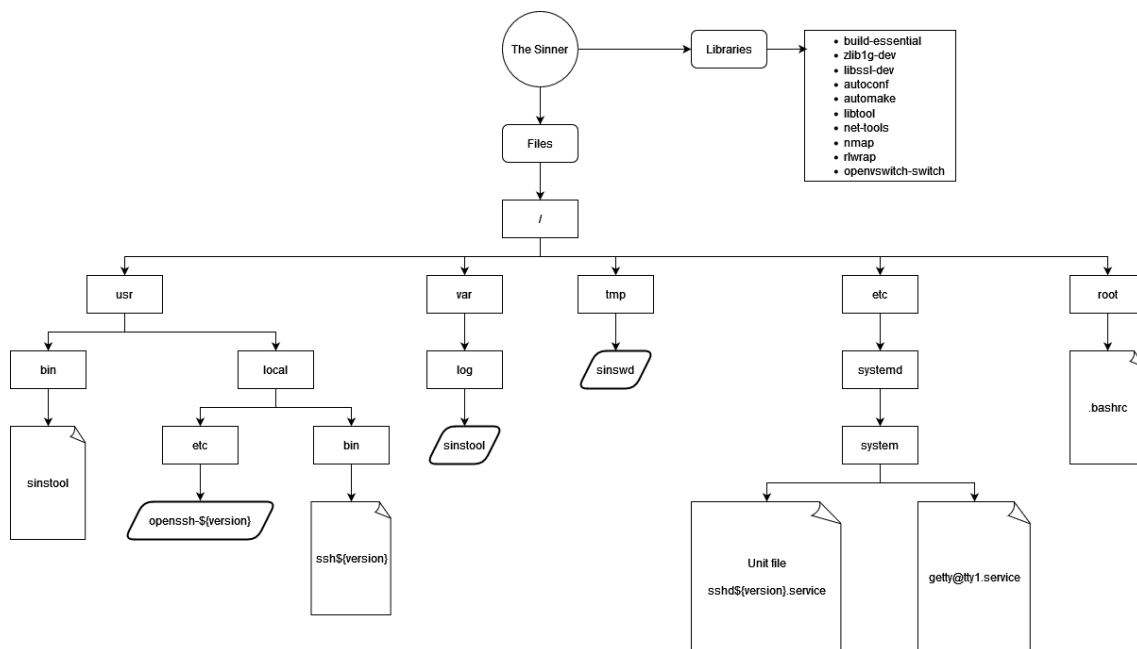 The Sinner
Libraries
build-essential
zlib1g-dev
libssl-dev
autoconf
automake
libtool
net-tools
nmap
rlwrap
openvswitch-switch
Files
/
usr
var
tmp
etc
root
bin
local
log
sinswd
systemd
.bashrc
sinstool
etc
bin
sinstool
system
openssh-${version}
ssh${version}
Unit file
sshd${version}.service
getty@tty1.service